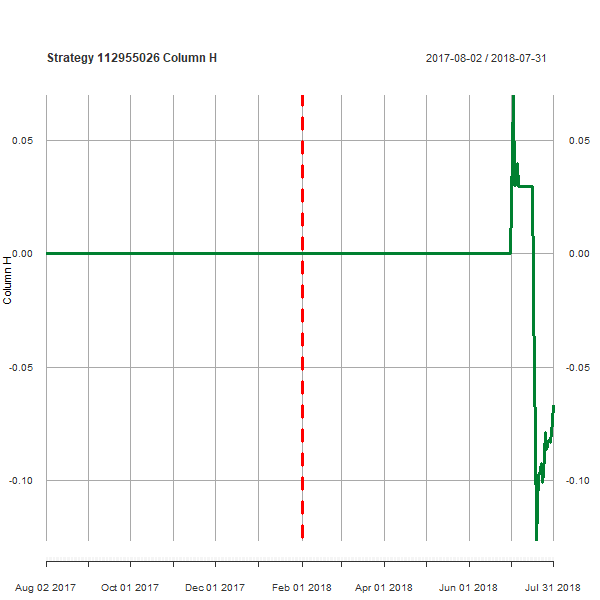 Strategy 112955026 Column H 2017-08-02 / 2018-07-31
0.05 0.05
0.00 0.00
Column H
-0.05 -0.05
-0.10 -0.10
Aug 02 2017 Oct 01 2017 Dec 01 2017 Feb 01 2018 Apr 01 2018 Jun 01 2018 Jul 31 2018